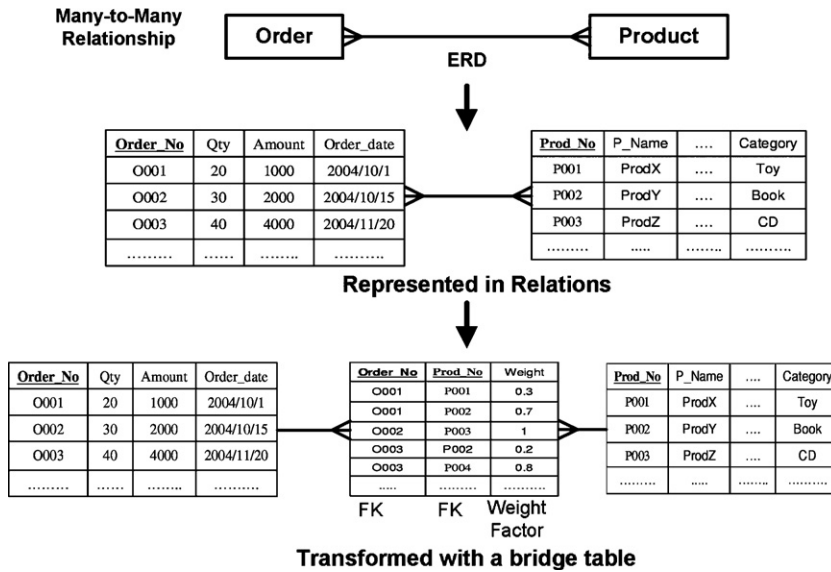 Many-to-Many
Relationship
Order
Product
ERD
Order_No Qty Amount Order_date
O001 20 1000 2004/10/1
O002 30 2000 2004/10/15
O003 40 4000 2004/11/20
......... ...... ........ ..........
Prod_No P_Name .... Category
P001 ProdX .... Toy
P002 ProdY .... Book
P003 ProdZ .... CD
......... ..... ........ ..........
Represented in Relations
Order_No Qty Amount Order_date
O001 20 1000 2004/10/1
O002 30 2000 2004/10/15
O003 40 4000 2004/11/20
......... ...... ........ ..........
Order_No Prod_No Weight
O001 P001 0.3
O001 P002 0.7
O002 P003 1
O003 P002 0.2
O003 P004 0.8
..... ......... ..........
FK FK Weight
Factor
Prod_No P_Name .... Category
P001 ProdX .... Toy
P002 ProdY .... Book
P003 ProdZ .... CD
......... ..... ........ ..........
Transformed with a bridge table